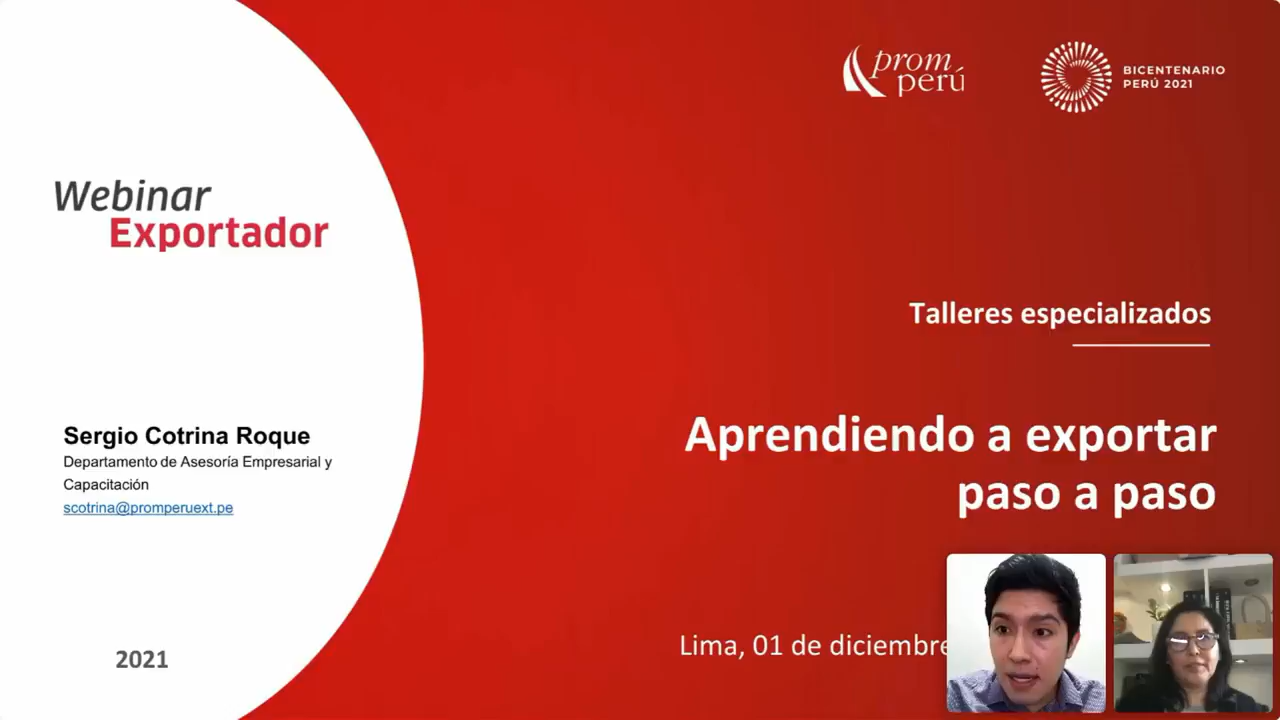 prom
perú
BICENTENARIO
PERÚ 2021
Webinar
Exportador
Talleres especializados
Aprendiendo a exportar
paso a paso
Sergio Cotrina Roque
Departamento de Asesoría Empresarial y
Capacitación
scotrina@promperuext.pe
2021
Lima, 01 de diciembre